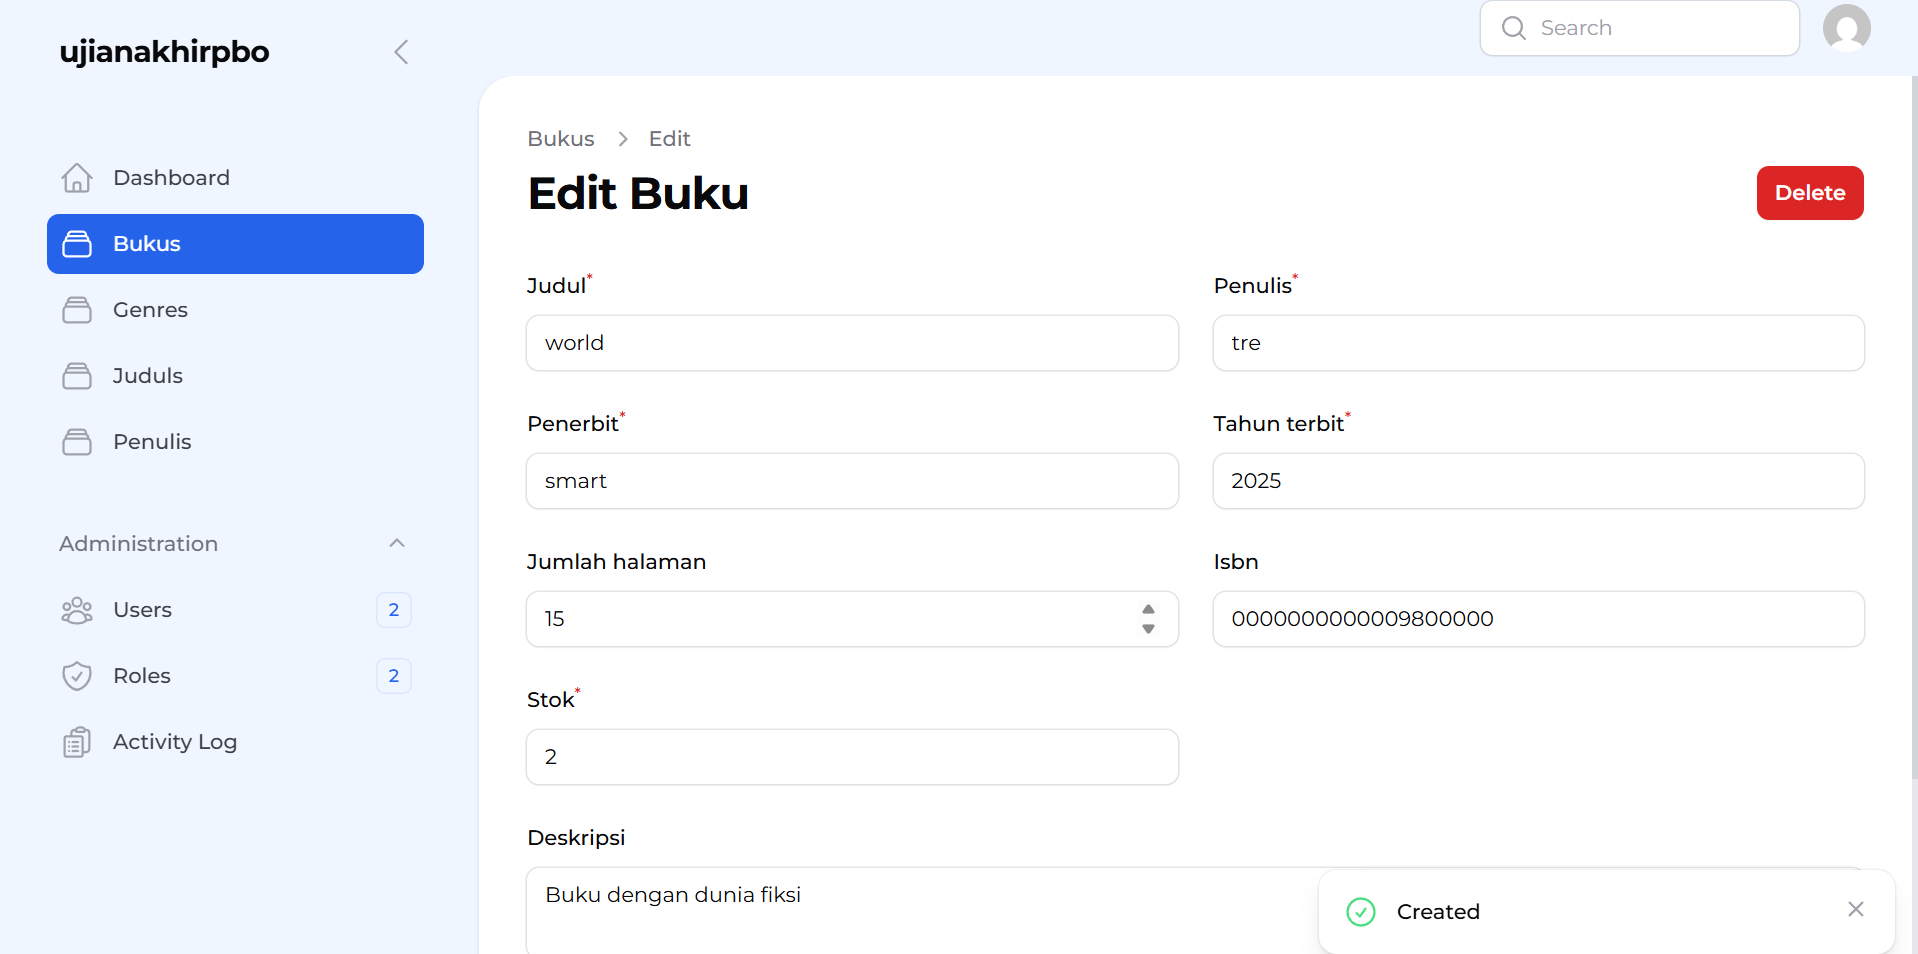 ujianakhirpbo
Search
Dashboard
Bukus
Genres
Juduls
Penulis
Administration
Users 2
Roles 2
Activity Log
Bukus > Edit
Edit Buku
Delete
Judul*
world
Penulis*
tre
Penerbit*
smart
Tahun terbit*
2025
Jumlah halaman
15
Isbn
0000000000009800000
Stok*
2
Deskripsi
Buku dengan dunia fiksi
Created